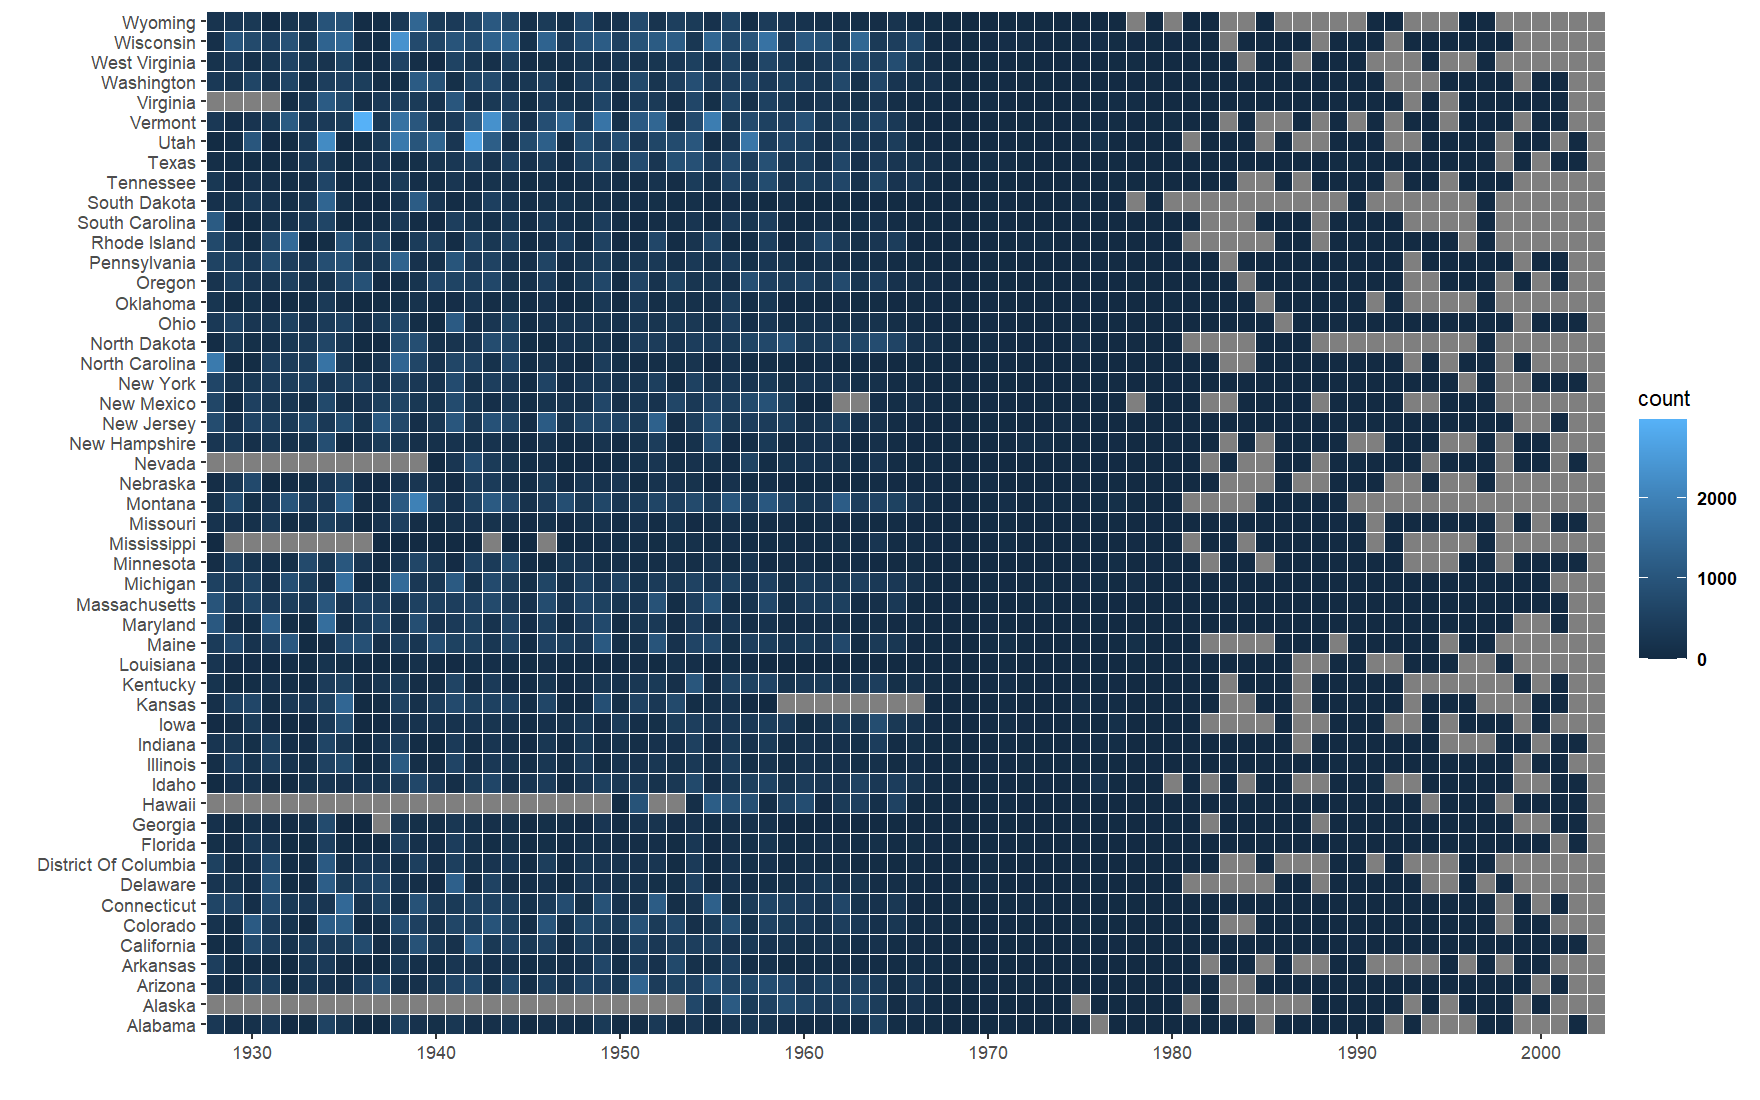 Wyoming
Wisconsin
West Virginia
Washington
Virginia
Vermont
Utah
Texas
Tennessee
South Dakota
South Carolina
Rhode Island
Pennsylvania
Oregon
Oklahoma
Ohio
North Dakota
North Carolina
New York
New Mexico
New Jersey
New Hampshire
Nevada
Nebraska
Montana
Missouri
Mississippi
Minnesota
Michigan
Massachusetts
Maryland
Maine
Louisiana
Kentucky
Kansas
Iowa
Indiana
Illinois
Idaho
Hawaii
Georgia
Florida
District Of Columbia
Delaware
Connecticut
Colorado
California
Arkansas
Arizona
Alaska
Alabama
1930 1940 1950 1960 1970 1980 1990 2000
count
2000
1000
0